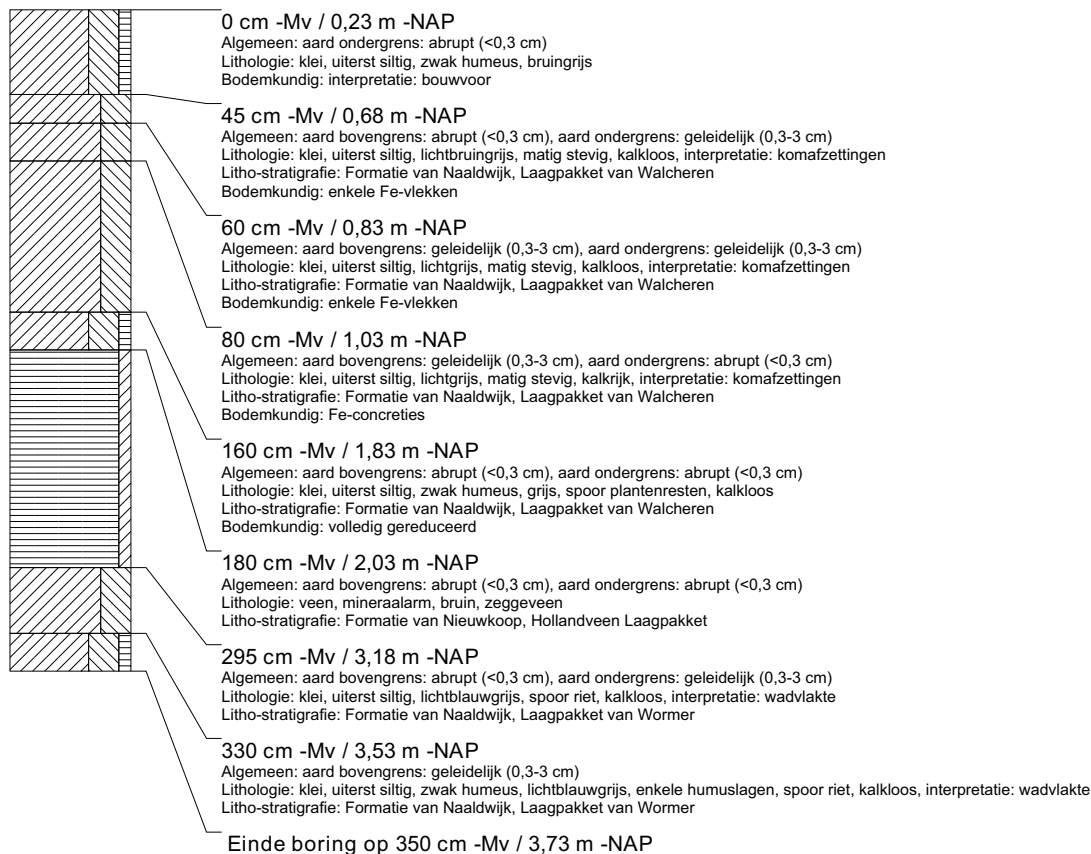 0 cm -Mv / 0,23 m -NAP
Algemeen: aard ondergrens: abrupt (<0,3 cm)
Lithologie: klei, uiterst siltig, zwak humeus, bruingrijs
Bodemkundig: interpretatie: bouwvoor
45 cm -Mv / 0,68 m -NAP
Algemeen: aard bovengrens: abrupt (<0,3 cm), aard ondergrens: geleidelijk (0,3-3 cm)
Lithologie: klei, uiterst siltig, lichtbruingrijs, matig stevig, kalkloos, interpretatie: komafzettingen
Litho-stratigrafie: Formatie van Naaldwijk, Laagpakket van Walcheren
Bodemkundig: enkele Fe-vlekken
60 cm -Mv / 0,83 m -NAP
Algemeen: aard bovengrens: geleidelijk (0,3-3 cm), aard ondergrens: geleidelijk (0,3-3 cm)
Lithologie: klei, uiterst siltig, lichtgrijs, matig stevig, kalkloos, interpretatie: komafzettingen
Litho-stratigrafie: Formatie van Naaldwijk, Laagpakket van Walcheren
Bodemkundig: enkele Fe-vlekken
80 cm -Mv / 1,03 m -NAP
Algemeen: aard bovengrens: geleidelijk (0,3-3 cm), aard ondergrens: abrupt (<0,3 cm)
Lithologie: klei, uiterst siltig, lichtgrijs, matig stevig, kalkrijk, interpretatie: komafzettingen
Litho-stratigrafie: Formatie van Naaldwijk, Laagpakket van Walcheren
Bodemkundig: Fe-concreties
160 cm -Mv / 1,83 m -NAP
Algemeen: aard bovengrens: abrupt (<0,3 cm), aard ondergrens: abrupt (<0,3 cm)
Lithologie: klei, uiterst siltig, zwak humeus, grijs, spoor plantenresten, kalkloos
Litho-stratigrafie: Formatie van Naaldwijk, Laagpakket van Walcheren
Bodemkundig: volledig gereduceerd
180 cm -Mv / 2,03 m -NAP
Algemeen: aard bovengrens: abrupt (<0,3 cm), aard ondergrens: abrupt (<0,3 cm)
Lithologie: veen, mineraalarm, bruin, zeggeveen
Litho-stratigrafie: Formatie van Nieuwkoop, Hollandveen Laagpakket
295 cm -Mv / 3,18 m -NAP
Algemeen: aard bovengrens: abrupt (<0,3 cm), aard ondergrens: geleidelijk (0,3-3 cm)
Lithologie: klei, uiterst siltig, lichtblauwgrijs, spoor riet, kalkloos, interpretatie: wadvlakte
Litho-stratigrafie: Formatie van Naaldwijk, Laagpakket van Wormer
330 cm -Mv / 3,53 m -NAP
Algemeen: aard bovengrens: geleidelijk (0,3-3 cm)
Lithologie: klei, uiterst siltig, zwak humeus, lichtblauwgrijs, enkele humuslagen, spoor riet, kalkloos, interpretatie: wadvlakte
Litho-stratigrafie: Formatie van Naaldwijk, Laagpakket van Wormer
Einde boring op 350 cm -Mv / 3,73 m -NAP